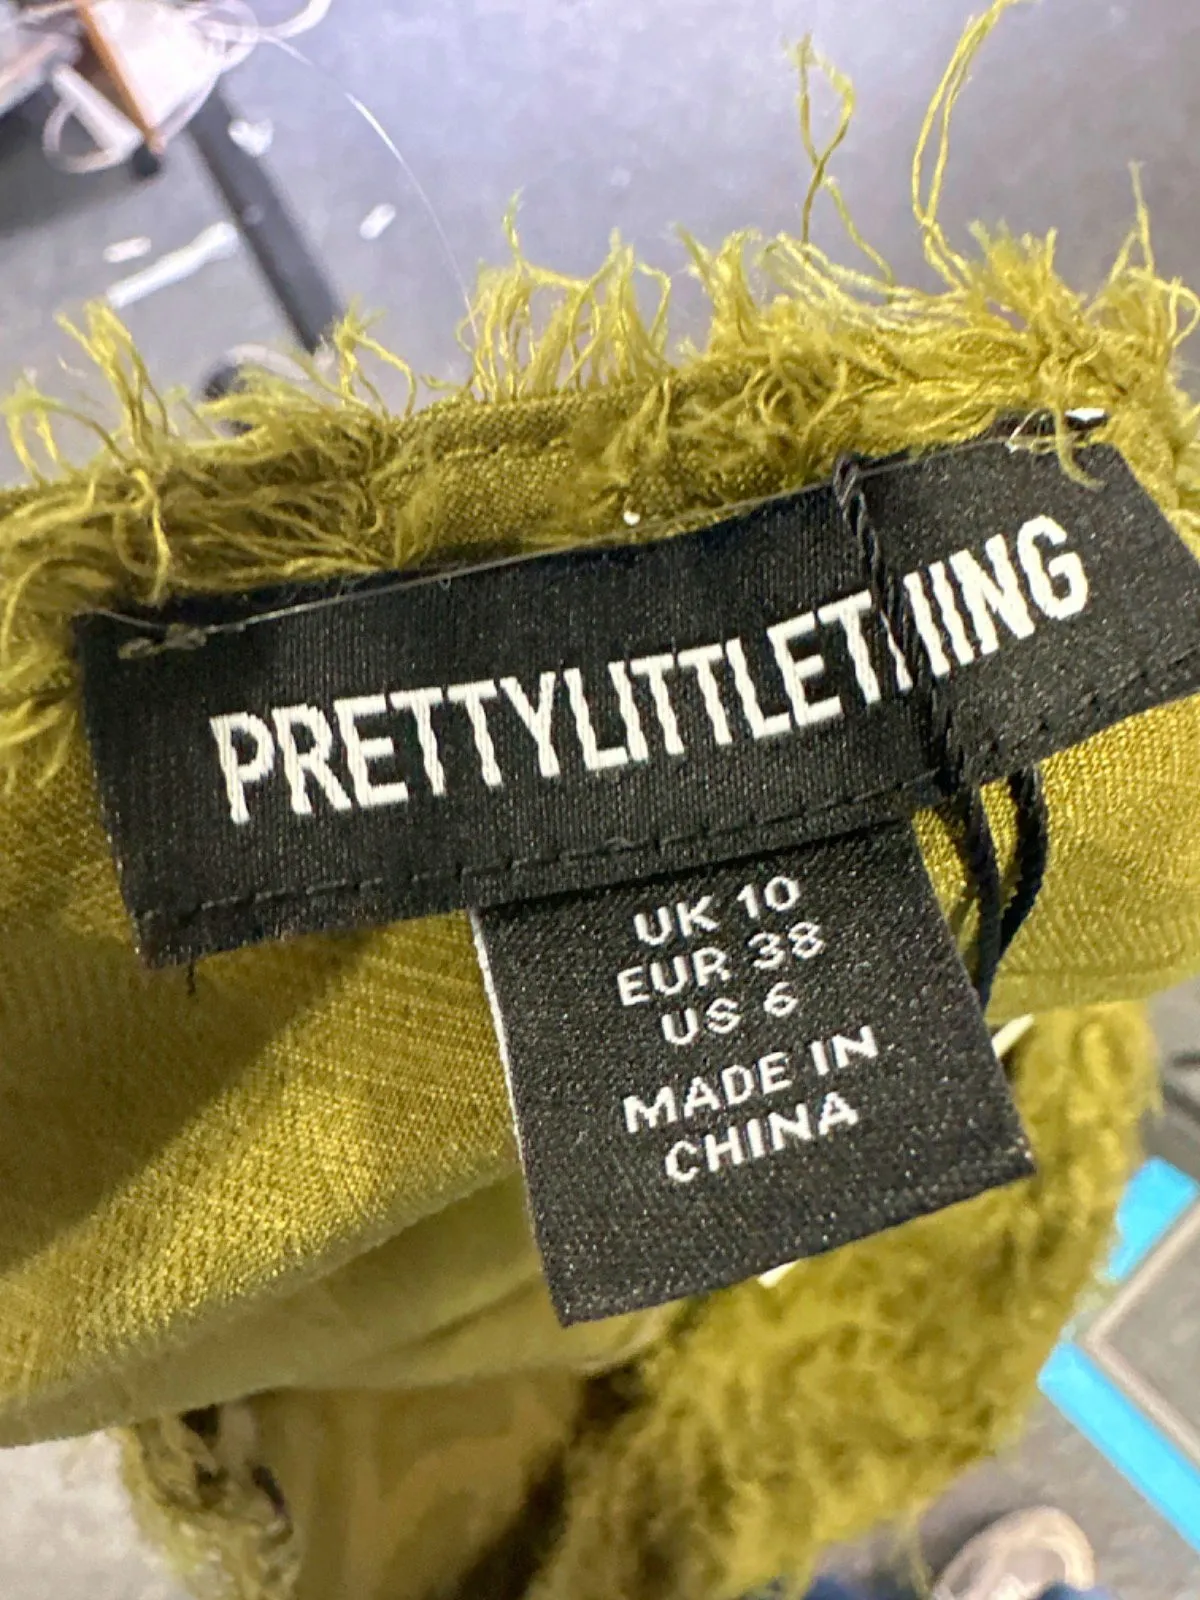 PRETTYLITTLETHING
UK 10
EUR 38
US 6
MADE IN
CHINA